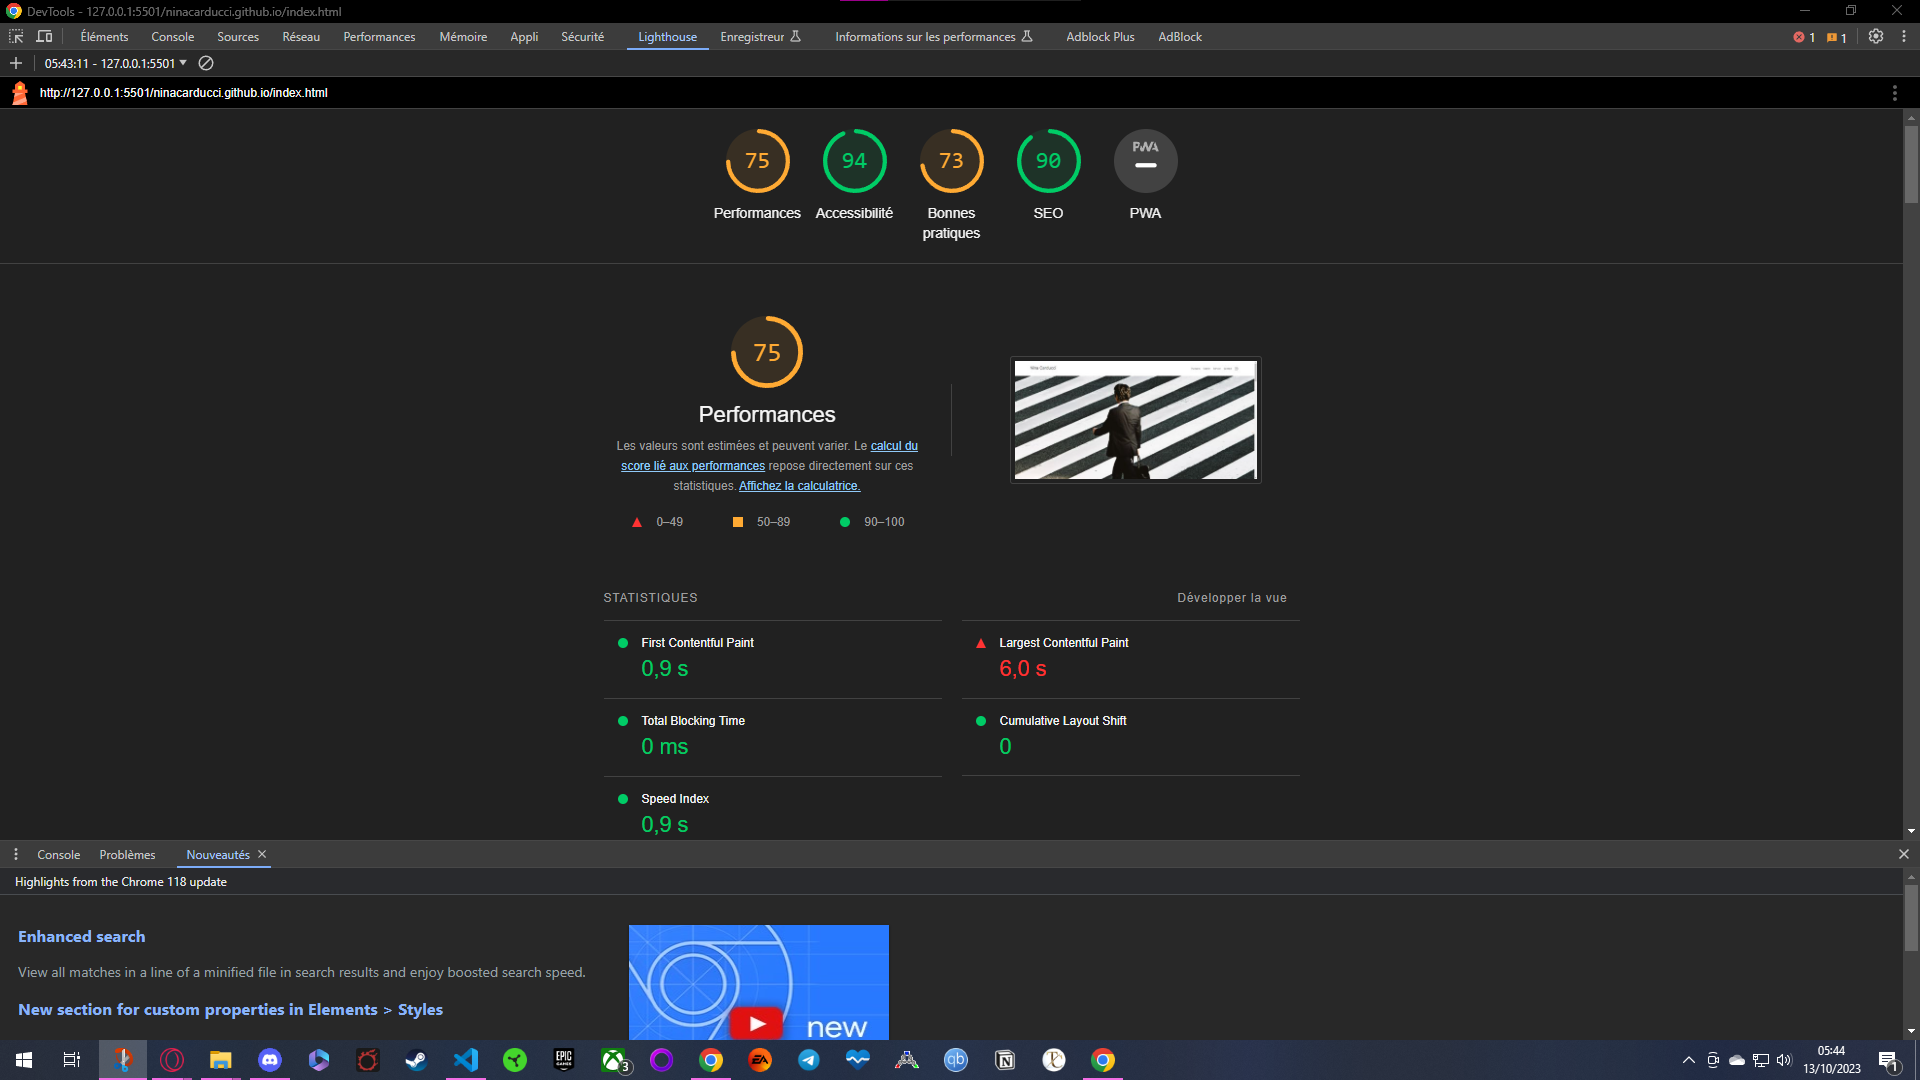 DevTools - 127.0.0.1:5501/ninacarducci.github.io/index.html
Éléments Console Sources Réseau Performances Mémoire Appli Sécurité Lighthouse Enregistreur Informations sur les performances Adblock Plus AdBlock 1 1
05:43:11 - 127.0.0.1:5501
http://127.0.0.1:5501/ninacarducci.github.io/index.html
75 94 73 90 PWA
Performances Accessibilité Bonnes pratiques SEO PWA
75
Performances
Les valeurs sont estimées et peuvent varier. Le calcul du
score lié aux performances repose directement sur ces
statistiques. Affichez la calculatrice.
0–49 50–89 90–100
STATISTIQUES Développer la vue
First Contentful Paint
0,9 s
Largest Contentful Paint
6,0 s
Total Blocking Time
0 ms
Cumulative Layout Shift
0
Speed Index
0,9 s
Console Problèmes Nouveautés
Highlights from the Chrome 118 update
Enhanced search
View all matches in a line of a minified file in search results and enjoy boosted search speed.
New section for custom properties in Elements > Styles
new
EPIC GAMES 3 EA qb N
05:44
13/10/2023
1